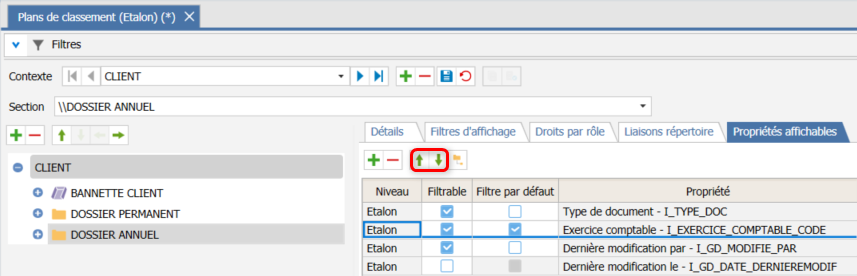 Plans de classement (Etalon) (*)
Filtres
Contexte CLIENT
Section \\DOSSIER ANNUEL
Détails Filtres d'affichage Droits par rôle Liaisons répertoire Propriétés affichables
CLIENT
BANNETTE CLIENT
DOSSIER PERMANENT
DOSSIER ANNUEL
Niveau Filtrable Filtre par défaut Propriété
Etalon Type de document - I_TYPE_DOC
Etalon Exercice comptable - I_EXERCICE_COMPTABLE_CODE
Etalon Dernière modification par - I_GD_MODIFIE_PAR
Etalon Dernière modification le - I_GD_DATE_DERNIEREMODIF